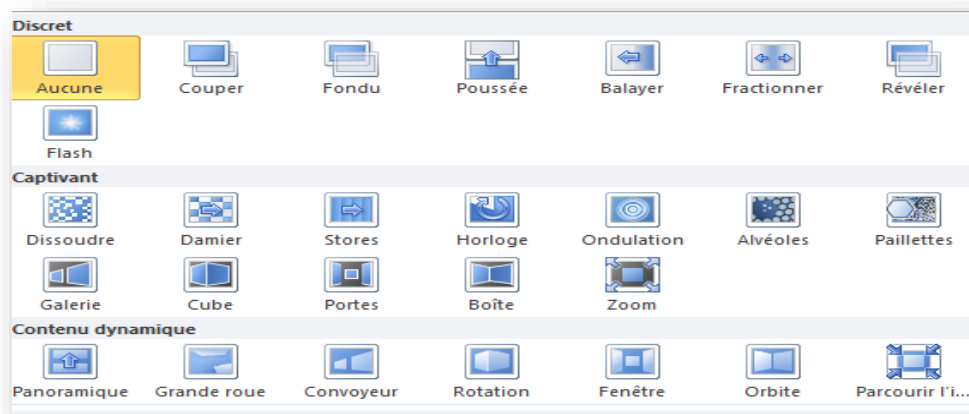 Discret
Aucune Couper Fondu Poussée Balayer Fractionner Révéler
Flash
Captivant
Dissoudre Damier Stores Horloge Ondulation Alvéoles Paillettes
Galerie Cube Portes Boîte Zoom
Contenu dynamique
Panoramique Grande roue Convoyeur Rotation Fenêtre Orbite Parcourir l'i...